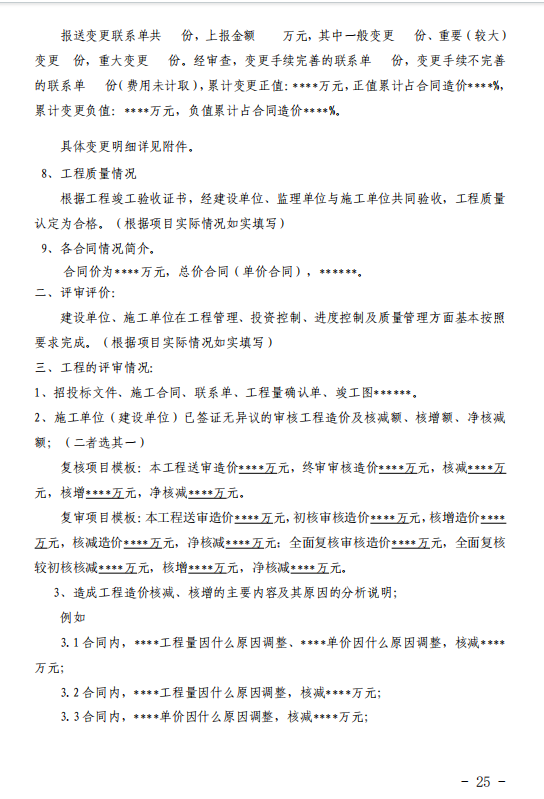 报送变更联系单共 份，上报金额 万元，其中一般变更 份、重要（较大）
变更 份，重大变更 份。经审查，变更手续完善的联系单 份，变更手续不完善
的联系单 份(费用未计取)，累计变更正值：****万元，正值累计占合同造价****%，
累计变更负值： ****万元，负值累计占合同造价****%。
具体变更明细详见附件。
8、工程质量情况
根据工程竣工验收证书，经建设单位、监理单位与施工单位共同验收，工程质量
认定为合格。（根据项目实际情况如实填写）
9、各合同情况简介。
合同价为****万元，总价合同（单价合同），******。
二、评审评价：
建设单位、施工单位在工程管理、投资控制、进度控制及质量管理方面基本按照
要求完成。（根据项目实际情况如实填写）
三、工程的评审情况：
1、招投标文件、施工合同、联系单、工程量确认单、竣工图******。
2、施工单位（建设单位）已签证无异议的审核工程造价及核减额、核增额、净核减
额；（二者选其一）
复核项目模板：本工程送审造价****万元，终审审核造价****万元，核减****万
元，核增****万元，净核减****万元。
复审项目模板：本工程送审造价****万元，初核审核造价****万元，核增造价****
万元，核减造价****万元，净核减****万元；全面复核审核造价****万元，全面复核
较初核核减****万元，核增****万元，净核减****万元。
3、造成工程造价核减、核增的主要内容及其原因的分析说明；
例如
3.1合同内，****工程量因什么原因调整、****单价因什么原因调整，核减****
万元；
3.2合同内，****工程量因什么原因调整，核减****万元；
3.3合同内，****单价因什么原因调整，核减****万元；
- 25 -